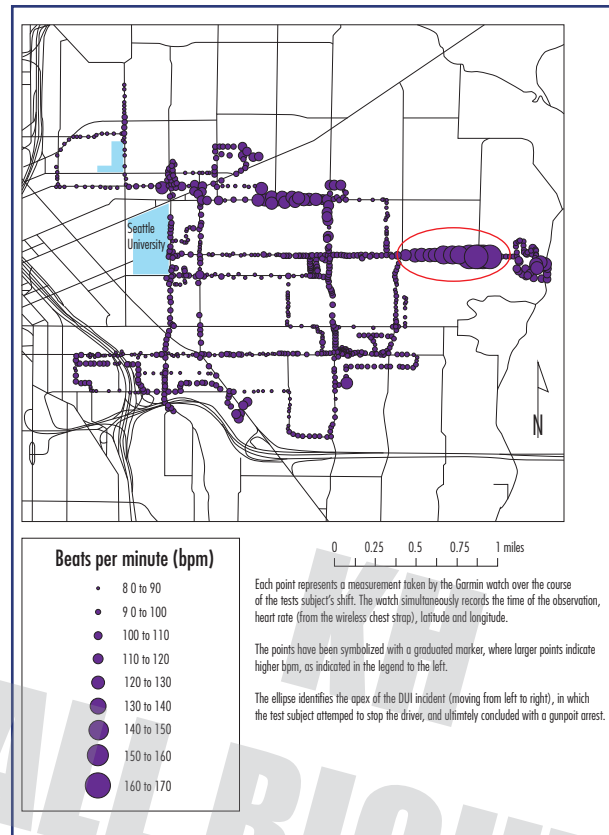 Seattle
University
N
Beats per minute (bpm)
8 0 to 90
9 0 to 100
100 to 110
110 to 120
120 to 130
130 to 140
140 to 150
150 to 160
160 to 170
0 0.25 0.5 0.75 1 miles
Each point represents a measurement taken by the Garmin watch over the course
of the tests subject's shift. The watch simultaneously records the time of the observation,
heart rate (from the wireless chest strap), latitude and longitude.
The points have been symbolized with a graduated marker, where larger points indicate
higher bpm, as indicated in the legend to the left.
The ellipse identifies the apex of the DUI incident (moving from left to right), in which
the test subject attemped to stop the driver, and ultimtely concluded with a gunpoit arrest.
KH
ALL RIGH